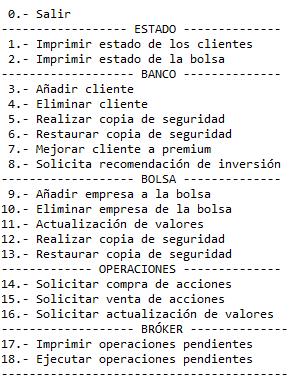 0.- Salir
------------------ ESTADO --------------
1.- Imprimir estado de los clientes
2.- Imprimir estado de la bolsa
------------------ BANCO ---------------
3.- Añadir cliente
4.- Eliminar cliente
5.- Realizar copia de seguridad
6.- Restaurar copia de seguridad
7.- Mejorar cliente a premium
8.- Solicita recomendación de inversión
------------------ BOLSA ---------------
9.- Añadir empresa a la bolsa
10.- Eliminar empresa de la bolsa
11.- Actualización de valores
12.- Realizar copia de seguridad
13.- Restaurar copia de seguridad
------------- OPERACIONES --------------
14.- Solicitar compra de acciones
15.- Solicitar venta de acciones
16.- Solicitar actualización de valores
------------------ BRÓKER --------------
17.- Imprimir operaciones pendientes
18.- Ejecutar operaciones pendientes
----------------------------------------